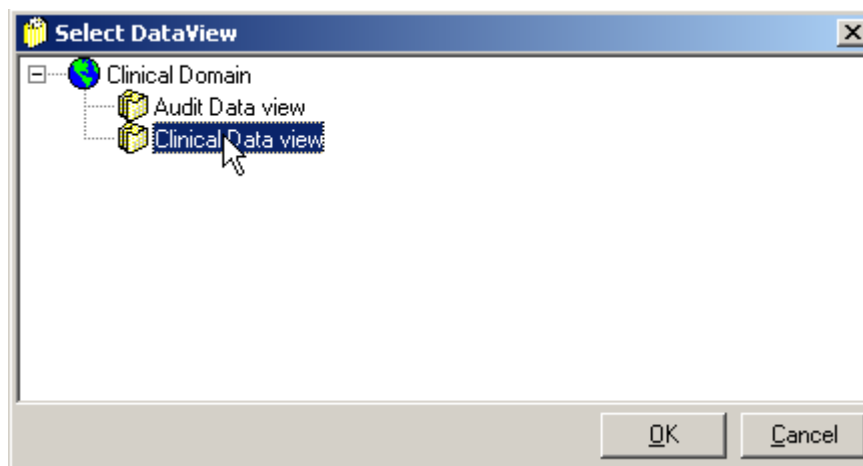 Select DataView
Clinical Domain
Audit Data view
Clinical Data view
OK Cancel